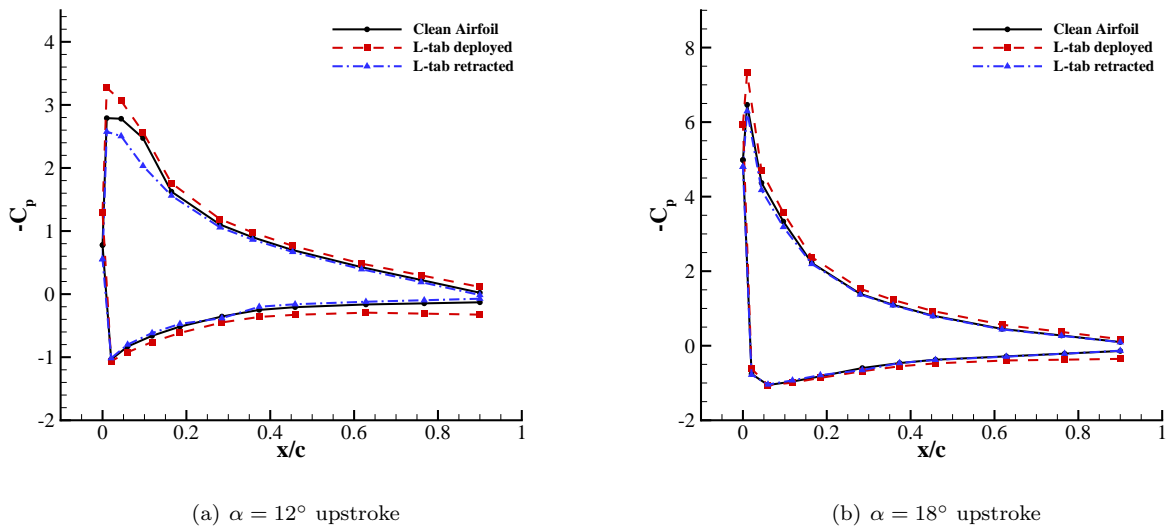 Clean Airfoil
L-tab deployed
L-tab retracted
4
3
2
1
0
-1
-2
-Cp
0 0.2 0.4 0.6 0.8 1
x/c
(a) α = 12° upstroke
Clean Airfoil
L-tab deployed
L-tab retracted
8
6
4
2
0
-2
-Cp
0 0.2 0.4 0.6 0.8 1
x/c
(b) α = 18° upstroke